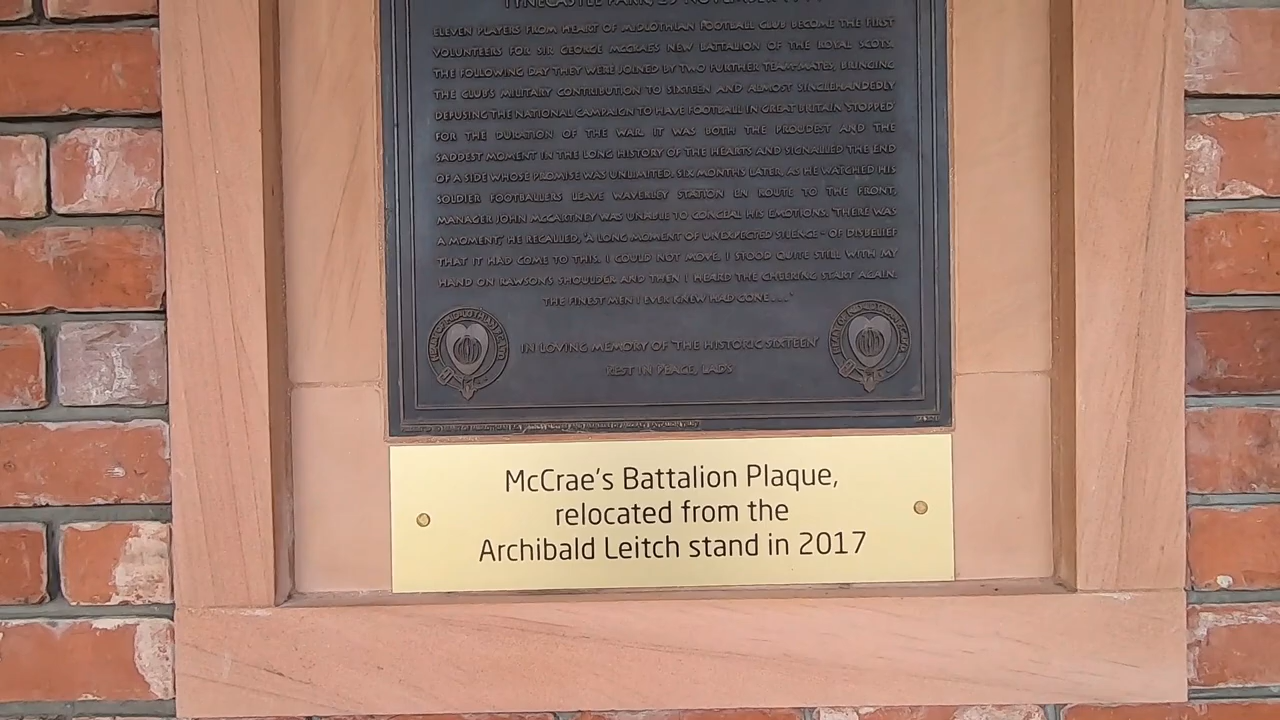 TYNECASTLE PARK, 25 NOVEMBER 1914
ELEVEN PLAYERS FROM HEART OF MIDLOTHIAN FOOTBALL CLUB BECOME THE FIRST
VOLUNTEERS FOR SIR GEORGE MCCRAE'S NEW BATTALION OF THE ROYAL SCOTS.
THE FOLLOWING DAY THEY WERE JOINED BY TWO FURTHER TEAM-MATES, BRINGING
THE CLUB'S MILITARY CONTRIBUTION TO SIXTEEN AND ALMOST SINGLEHANDEDLY
DEFUSING THE NATIONAL CAMPAIGN TO HAVE FOOTBALL IN GREAT BRITAIN 'STOPPED'
FOR THE DURATION OF THE WAR. IT WAS BOTH THE PROUDEST AND THE
SADDEST MOMENT IN THE LONG HISTORY OF THE HEARTS AND SIGNALLED THE END
OF A SIDE WHOSE PROMISE WAS UNLIMITED. SIX MONTHS LATER, AS HE WATCHED HIS
SOLDIER FOOTBALLERS LEAVE WAVERLEY STATION EN ROUTE TO THE FRONT,
MANAGER JOHN MCCARTNEY WAS UNABLE TO CONCEAL HIS EMOTIONS. 'THERE WAS
A MOMENT,' HE RECALLED, 'A LONG MOMENT OF UNEXPECTED SILENCE - OF DISBELIEF
THAT IT HAD COME TO THIS. I COULD NOT MOVE. I STOOD QUITE STILL WITH MY
HAND ON LAWSON'S SHOULDER AND THEN I HEARD THE CHEERING START AGAIN.
THE FINEST MEN I EVER KNEW HAD GONE . . . '
IN LOVING MEMORY OF 'THE HISTORIC SIXTEEN'
REST IN PEACE, LADS
McCrae's Battalion Plaque,
relocated from the
Archibald Leitch stand in 2017